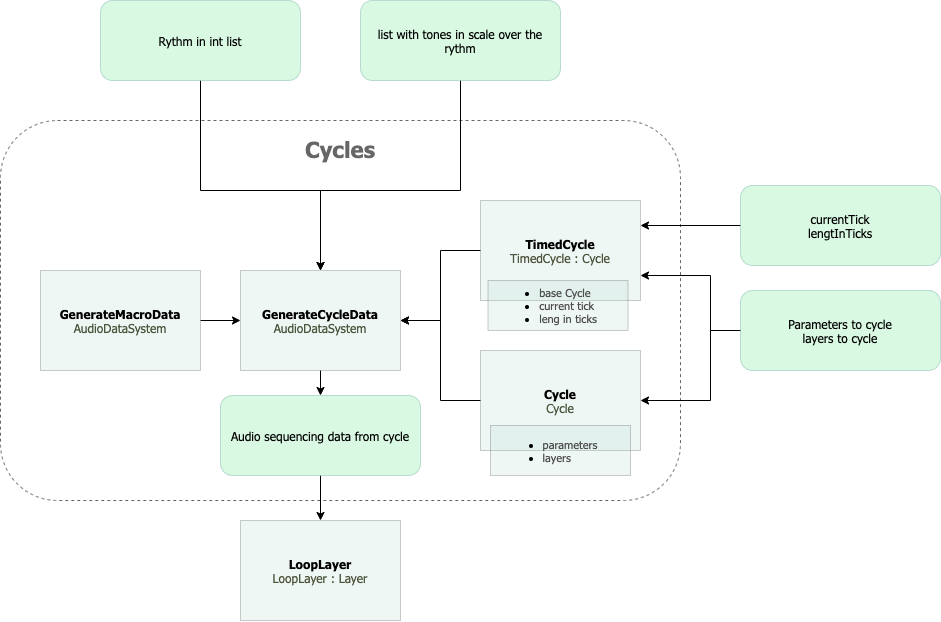 Rythm in int list
list with tones in scale over the
rythm
Cycles
currentTick
lengtInTicks
TimedCycle
TimedCycle : Cycle
base Cycle
current tick
leng in ticks
GenerateMacroData
AudioDataSystem
GenerateCycleData
AudioDataSystem
Parameters to cycle
layers to cycle
Cycle
Cycle
parameters
layers
Audio sequencing data from cycle
LoopLayer
LoopLayer : Layer